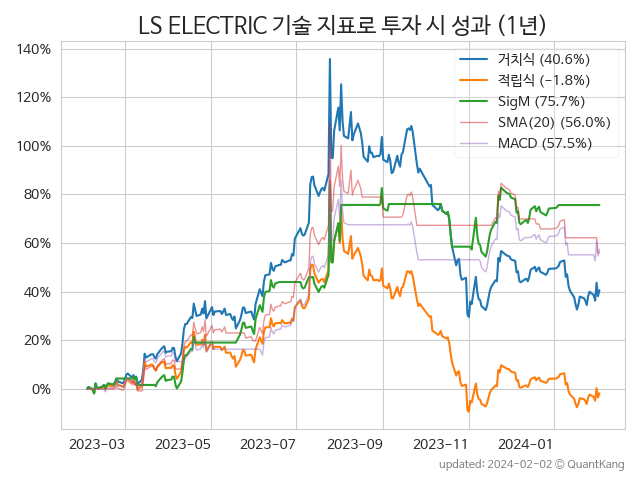 LS ELECTRIC 기술 지표로 투자 시 성과 (1년)
140%
120%
100%
80%
60%
40%
20%
0%
거치식 (40.6%)
적립식 (−1.8%)
SigM (75.7%)
SMA(20) (56.0%)
MACD (57.5%)
2023−03
2023−05
2023−07
2023−09
2023−11
2024−01
updated: 2024-02-02 © QuantKang